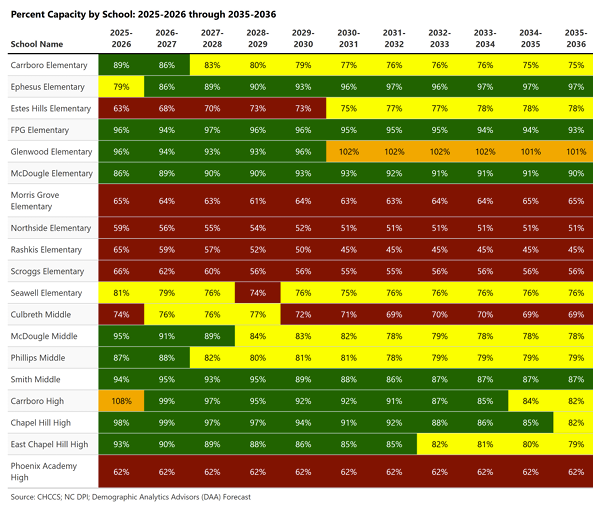 Percent Capacity by School: 2025-2026 through 2035-2036
School Name 2025-2026 2026-2027 2027-2028 2028-2029 2029-2030 2030-2031 2031-2032 2032-2033 2033-2034 2034-2035 2035-2036
Carrboro Elementary 89% 86% 83% 80% 79% 77% 76% 76% 76% 75% 75%
Ephesus Elementary 79% 86% 89% 90% 93% 96% 97% 96% 97% 97% 97%
Estes Hills Elementary 63% 68% 70% 73% 73% 75% 77% 77% 78% 78% 78%
FPG Elementary 96% 94% 97% 96% 96% 95% 95% 95% 94% 94% 93%
Glenwood Elementary 96% 94% 93% 93% 96% 102% 102% 102% 102% 101% 101%
McDougle Elementary 86% 89% 90% 90% 93% 93% 92% 91% 91% 91% 90%
Morris Grove Elementary 65% 64% 63% 61% 64% 63% 63% 64% 64% 65% 65%
Northside Elementary 59% 56% 55% 54% 52% 51% 51% 51% 51% 51% 51%
Rashkis Elementary 65% 59% 57% 52% 50% 45% 45% 45% 45% 45% 45%
Scroggs Elementary 66% 62% 60% 56% 56% 55% 55% 56% 56% 56% 56%
Seawell Elementary 81% 79% 76% 74% 76% 75% 76% 76% 76% 76% 76%
Culbreth Middle 74% 76% 76% 77% 72% 71% 69% 70% 70% 69% 69%
McDougle Middle 95% 91% 89% 84% 83% 82% 78% 79% 78% 78% 78%
Phillips Middle 87% 88% 82% 80% 81% 81% 78% 79% 79% 79% 79%
Smith Middle 94% 95% 93% 95% 89% 88% 86% 87% 87% 87% 87%
Carrboro High 108% 99% 97% 95% 92% 92% 91% 87% 85% 84% 82%
Chapel Hill High 98% 99% 97% 97% 94% 91% 92% 88% 86% 85% 82%
East Chapel Hill High 93% 90% 89% 88% 86% 85% 85% 82% 81% 80% 79%
Phoenix Academy High 62% 62% 62% 62% 62% 62% 62% 62% 62% 62% 62%
Source: CHCCS; NC DPI; Demographic Analytics Advisors (DAA) Forecast